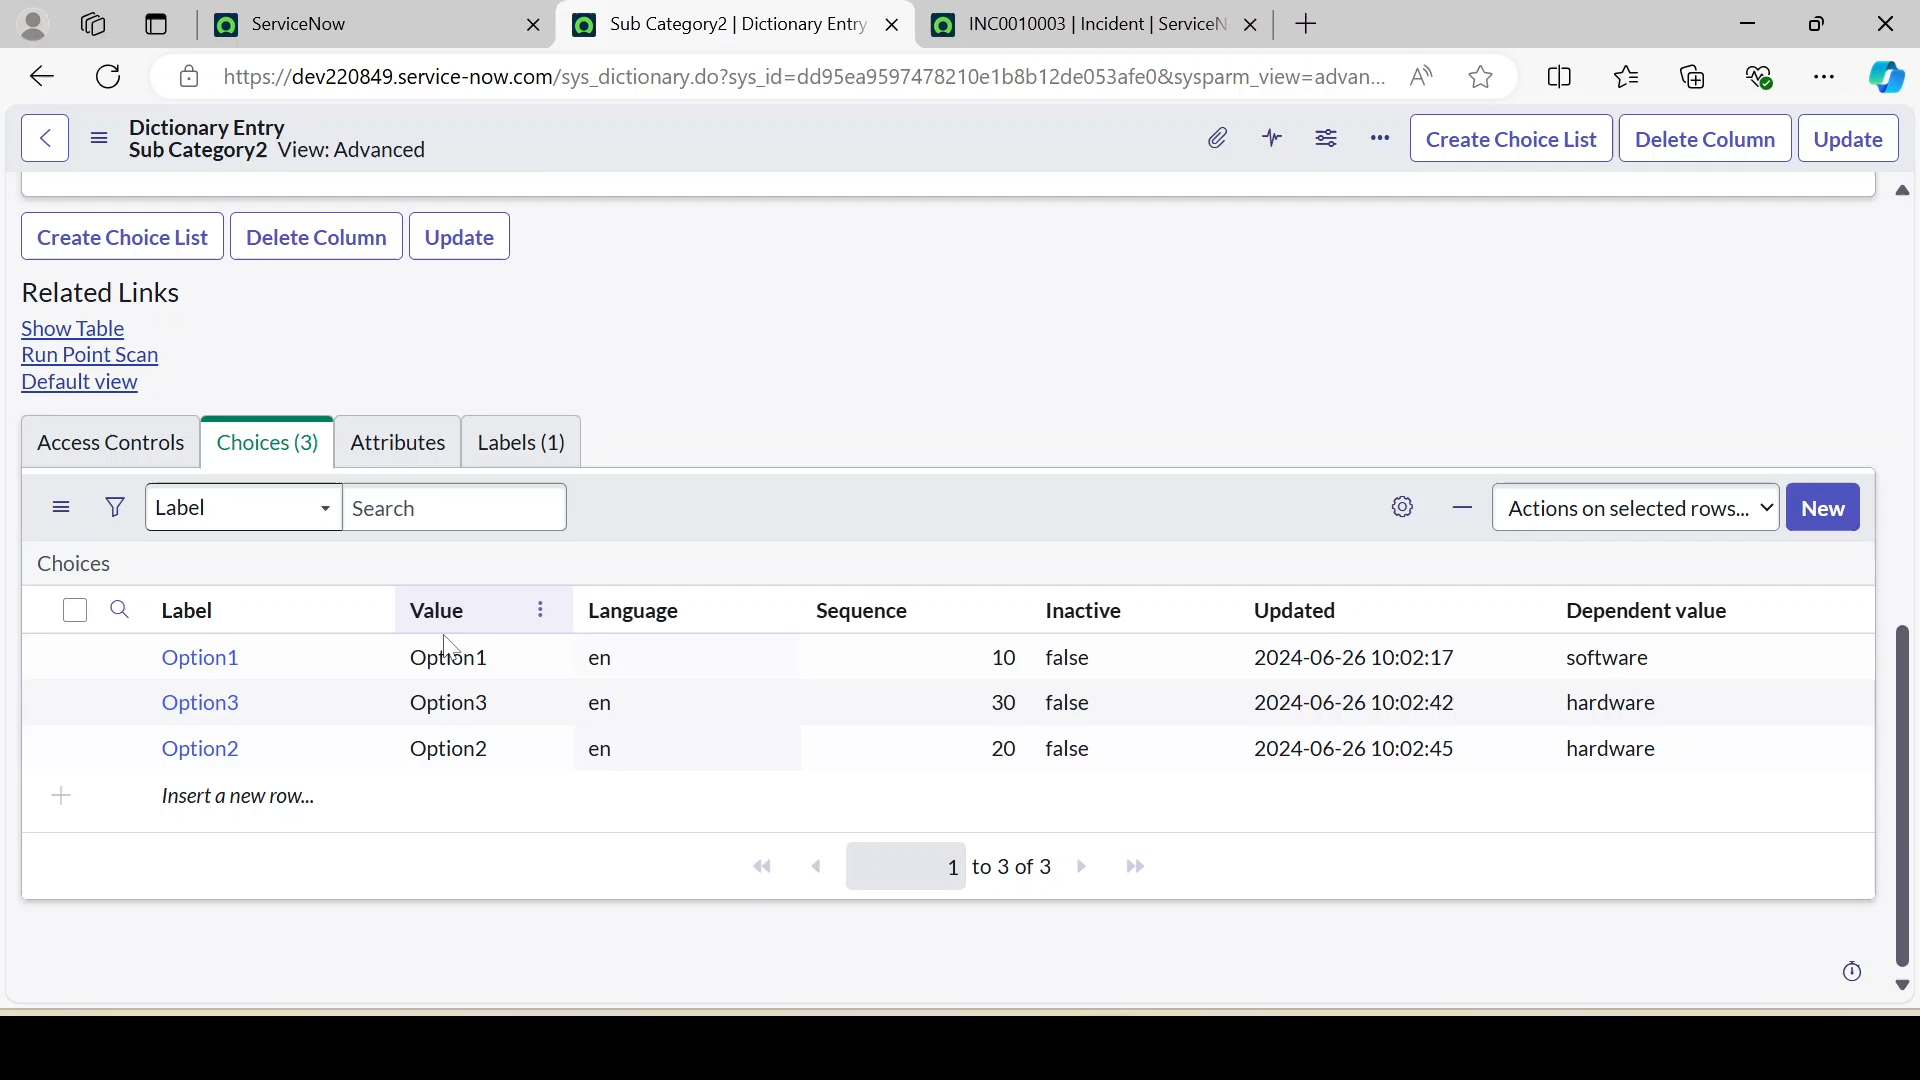 ServiceNow
Sub Category2 | Dictionary Entry
INC0010003 | Incident | ServiceN
https://dev220849.service-now.com/sys_dictionary.do?sys_id=dd95ea9597478210e1b8b12de053afe0&sysparm_view=advan...
Dictionary Entry
Sub Category2 View: Advanced
Create Choice List
Delete Column
Update
Create Choice List
Delete Column
Update
Related Links
Show Table
Run Point Scan
Default view
Access Controls
Choices (3)
Attributes
Labels (1)
Label
Search
Actions on selected rows...
New
Choices
Label Value Language Sequence Inactive Updated Dependent value
Option1 Option1 en 10 false 2024-06-26 10:02:17 software
Option3 Option3 en 30 false 2024-06-26 10:02:42 hardware
Option2 Option2 en 20 false 2024-06-26 10:02:45 hardware
Insert a new row...
1 to 3 of 3